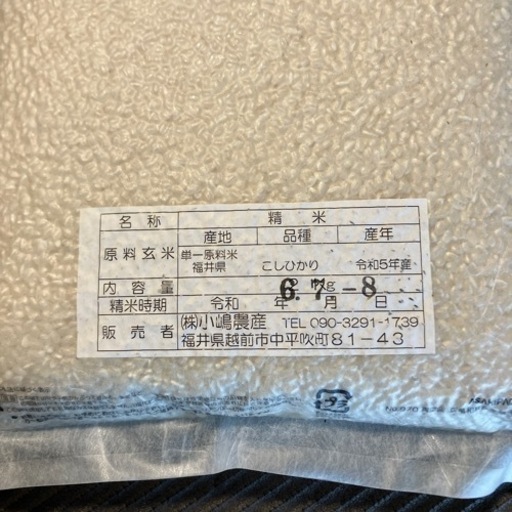 名称 精米
原料玄米 産地 品種 産年
単一原料米
福井県 こしひかり 令和5年産
内容量 kg
6.7-8
精米時期 令和 年 月 日
販売者 (株)小嶋農産 TEL 090-3291-1739
福井県越前市中平吹町81-43